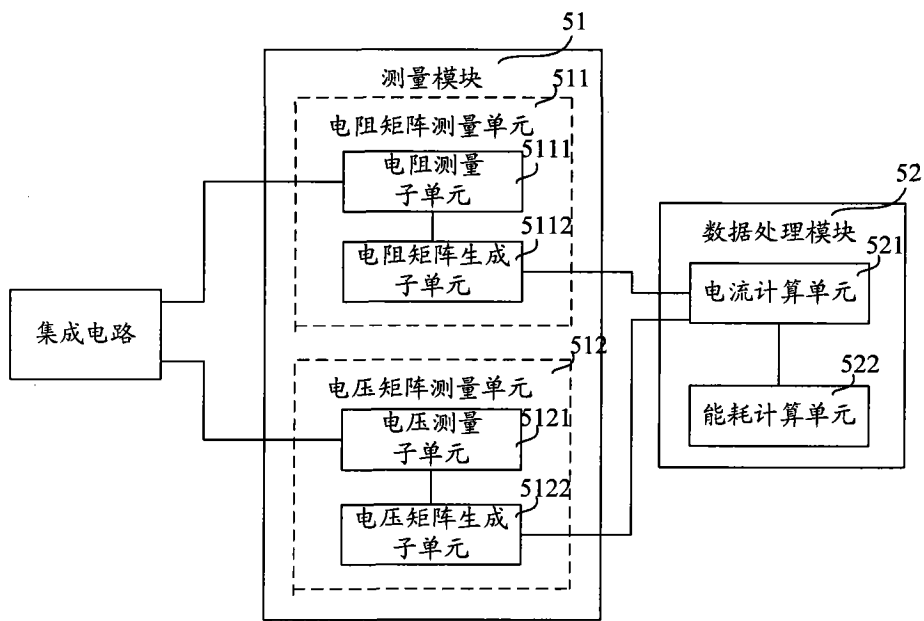 51
测量模块
511
电阻矩阵测量单元
5111
电阻测量
子单元
5112
电阻矩阵生成
子单元
512
电压矩阵测量单元
5121
电压测量
子单元
5122
电压矩阵生成
子单元
集成电路
52
数据处理模块
521
电流计算单元
522
能耗计算单元